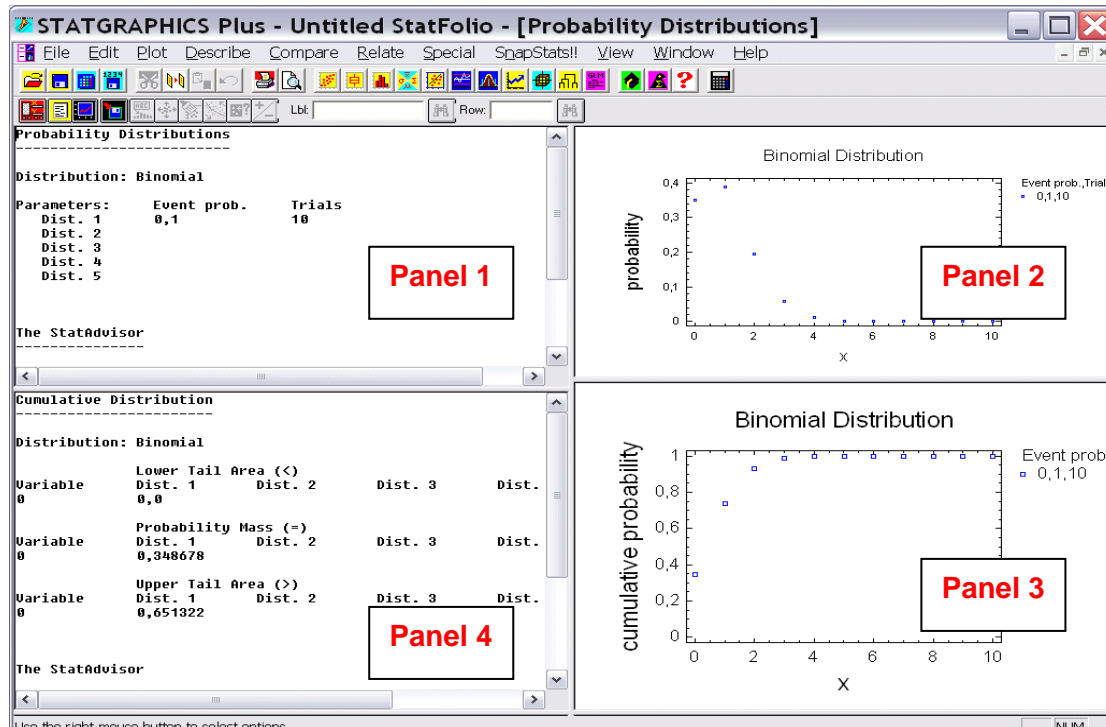 STATGRAPHICS Plus - Untitled StatFolio - [Probability Distributions]
File Edit Plot Describe Compare Relate Special SnapStats!! View Window Help
Lbl: Row:
Probability Distributions
--------------------------
Distribution: Binomial
Parameters: Event prob. Trials
Dist. 1 0,1 10
Dist. 2
Dist. 3
Dist. 4
Dist. 5
The StatAdvisor
---------------
Panel 1
Binomial Distribution
Event prob.,Trial
0,1,10
probability
0,4
0,3
0,2
0,1
0
0 2 4 6 8 10
X
Panel 2
Cumulative Distribution
-----------------------
Distribution: Binomial
Lower Tail Area (<)
Variable Dist. 1 Dist. 2 Dist. 3 Dist.
0 0,0
Probability Mass (=)
Variable Dist. 1 Dist. 2 Dist. 3 Dist.
0 0,348678
Upper Tail Area (>)
Variable Dist. 1 Dist. 2 Dist. 3 Dist.
0 0,651322
The StatAdvisor
Panel 4
Binomial Distribution
Event prob
0,1,10
cumulative probability
1
0,8
0,6
0,4
0,2
0
0 2 4 6 8 10
X
Panel 3
Use the right mouse button to select options
NUM